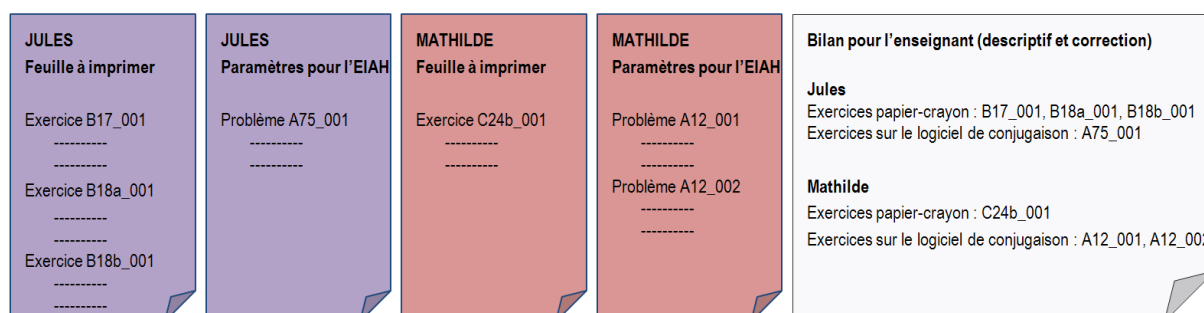 JULES
Feuille à imprimer
Exercice B17_001
----------
----------
Exercice B18a_001
----------
----------
Exercice B18b_001
----------
----------
JULES
Paramètres pour l'EIAH
Problème A75_001
----------
----------
MATHILDE
Feuille à imprimer
Exercice C24b_001
----------
----------
MATHILDE
Paramètres pour l'EIAH
Problème A12_001
----------
----------
Problème A12_002
----------
----------
Bilan pour l'enseignant (descriptif et correction)
Jules
Exercices papier-crayon : B17_001, B18a_001, B18b_001
Exercices sur le logiciel de conjugaison : A75_001
Mathilde
Exercices papier-crayon : C24b_001
Exercices sur le logiciel de conjugaison : A12_001, A12_002